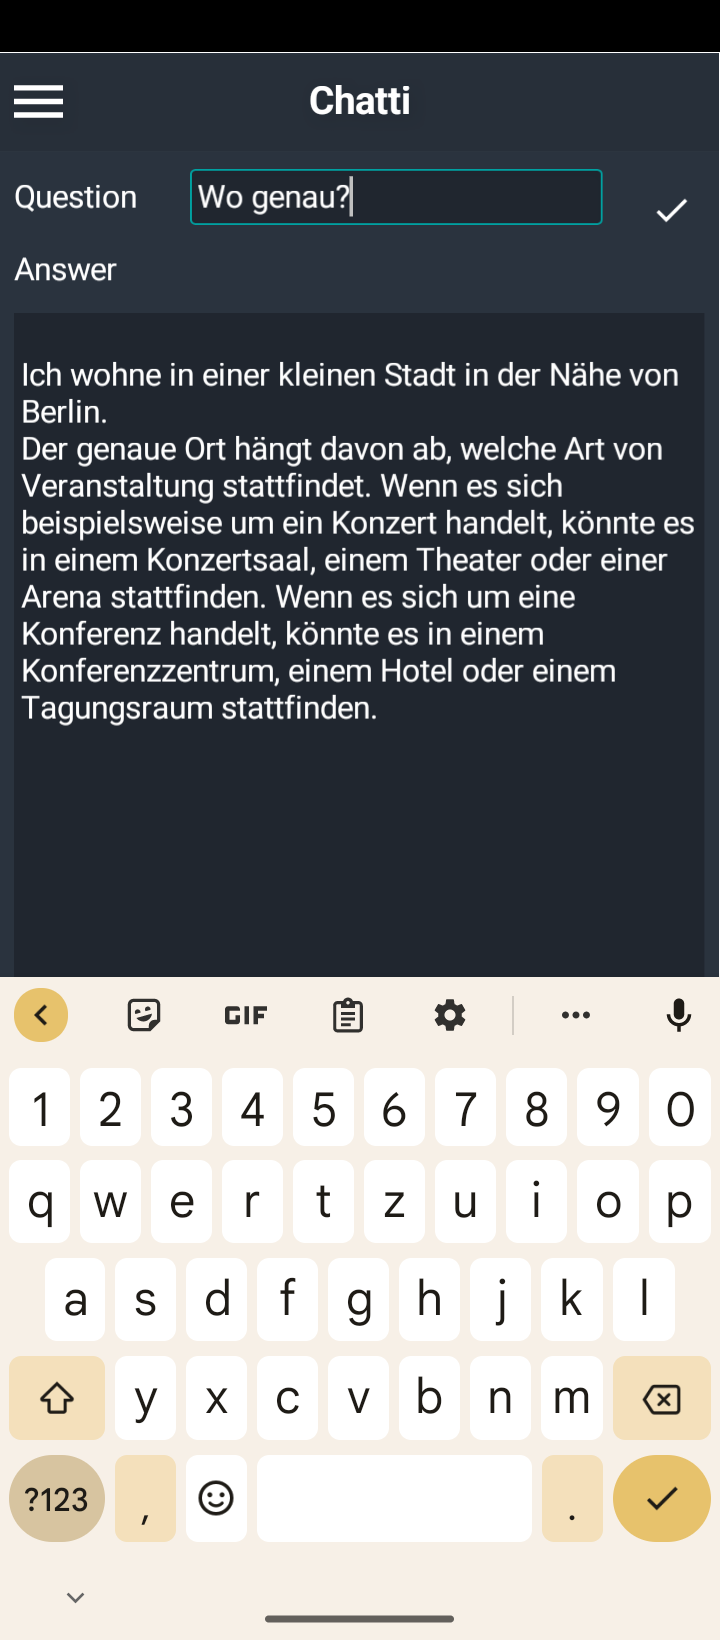 Chatti
Question Wo genau?
Answer
Ich wohne in einer kleinen Stadt in der Nähe von
Berlin.
Der genaue Ort hängt davon ab, welche Art von
Veranstaltung stattfindet. Wenn es sich
beispielsweise um ein Konzert handelt, könnte es
in einem Konzertsaal, einem Theater oder einer
Arena stattfinden. Wenn es sich um eine
Konferenz handelt, könnte es in einem
Konferenzzentrum, einem Hotel oder einem
Tagungsraum stattfinden.
GIF
1 2 3 4 5 6 7 8 9 0
q w e r t z u i o p
a s d f g h j k l
y x c v b n m
?123 , .